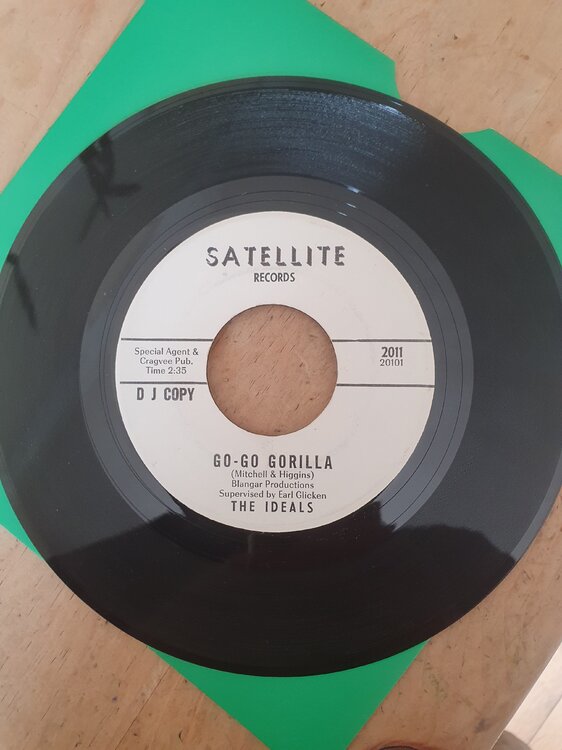 SATELLITE
RECORDS
Special Agent &
Cragvee Pub.
Time 2:35
2011
20101
D J COPY
GO-GO GORILLA
(Mitchell & Higgins)
Blangar Productions
Supervised by Earl Glicken
THE IDEALS